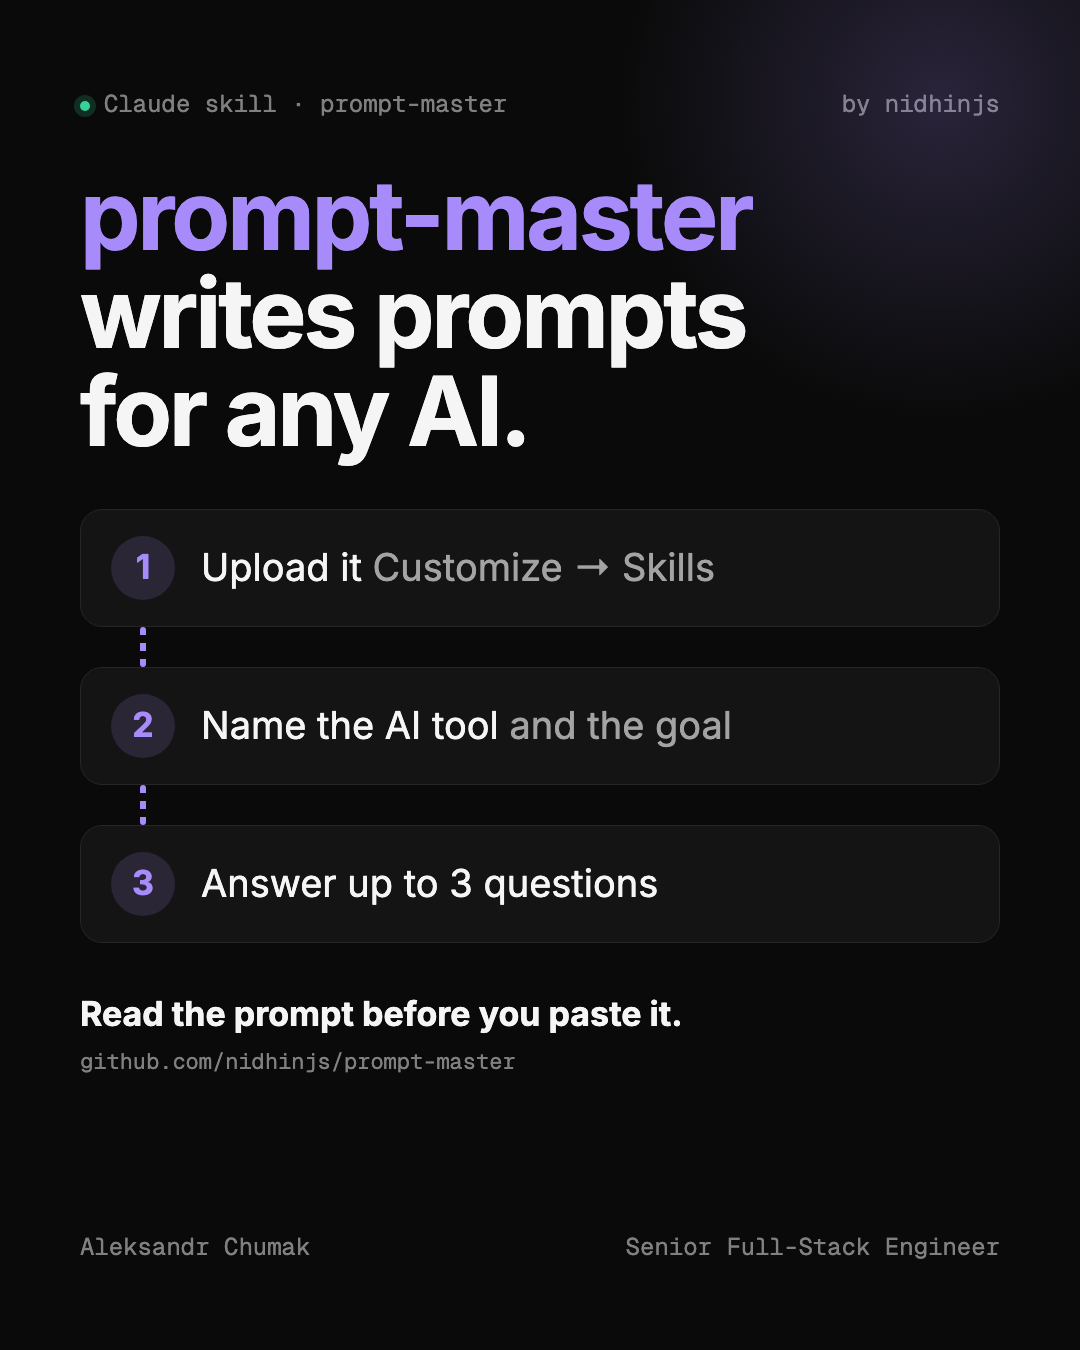 Claude skill · prompt-master
by nidhinjs
prompt-master
writes prompts
for any AI.
1 Upload it Customize → Skills
2 Name the AI tool and the goal
3 Answer up to 3 questions
Read the prompt before you paste it.
github.com/nidhinjs/prompt-master
Aleksandr Chumak
Senior Full-Stack Engineer